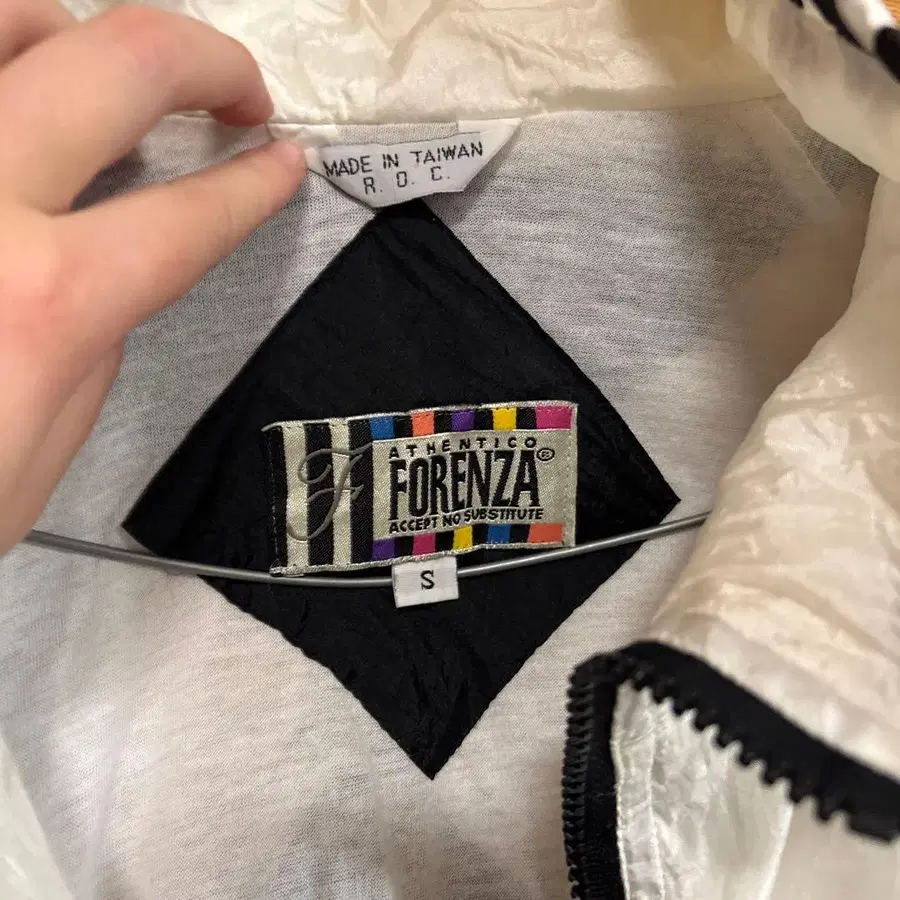 MADE IN TAIWAN
R. O. C.
F
ATHENTICO
FORENZA®
ACCEPT NO SUBSTITUTE
S